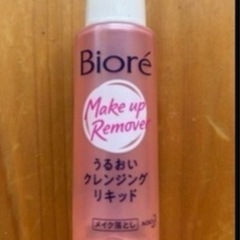 Bioré
Make up
Remover
うるおい
クレンジング
リキッド
メイク落とし